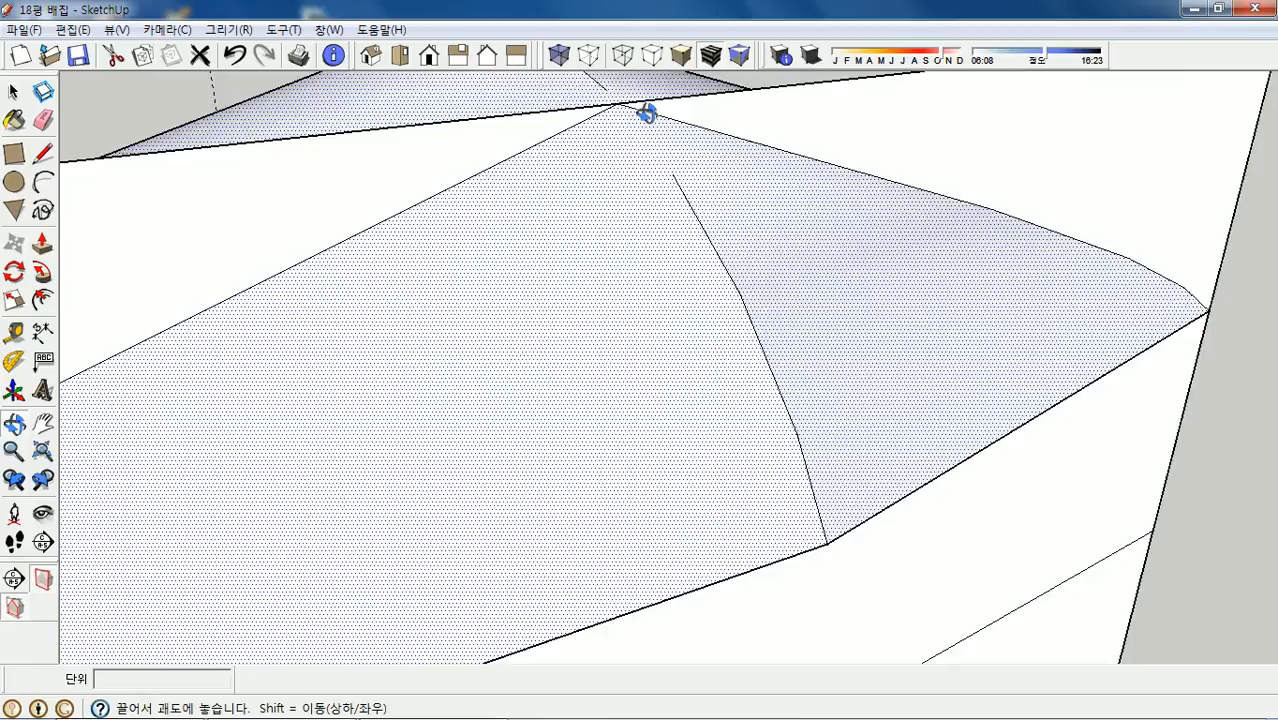 18평 배집 - SketchUp
파일(F) 편집(E) 뷰(V) 카메라(C) 그리기(R) 도구(T) 창(W) 도움말(H)
J F M A M J J A S O N D 06:08 정오 16:23
ABC
단위
끌어서 괘도에 놓습니다. Shift = 이동(상하/좌우)